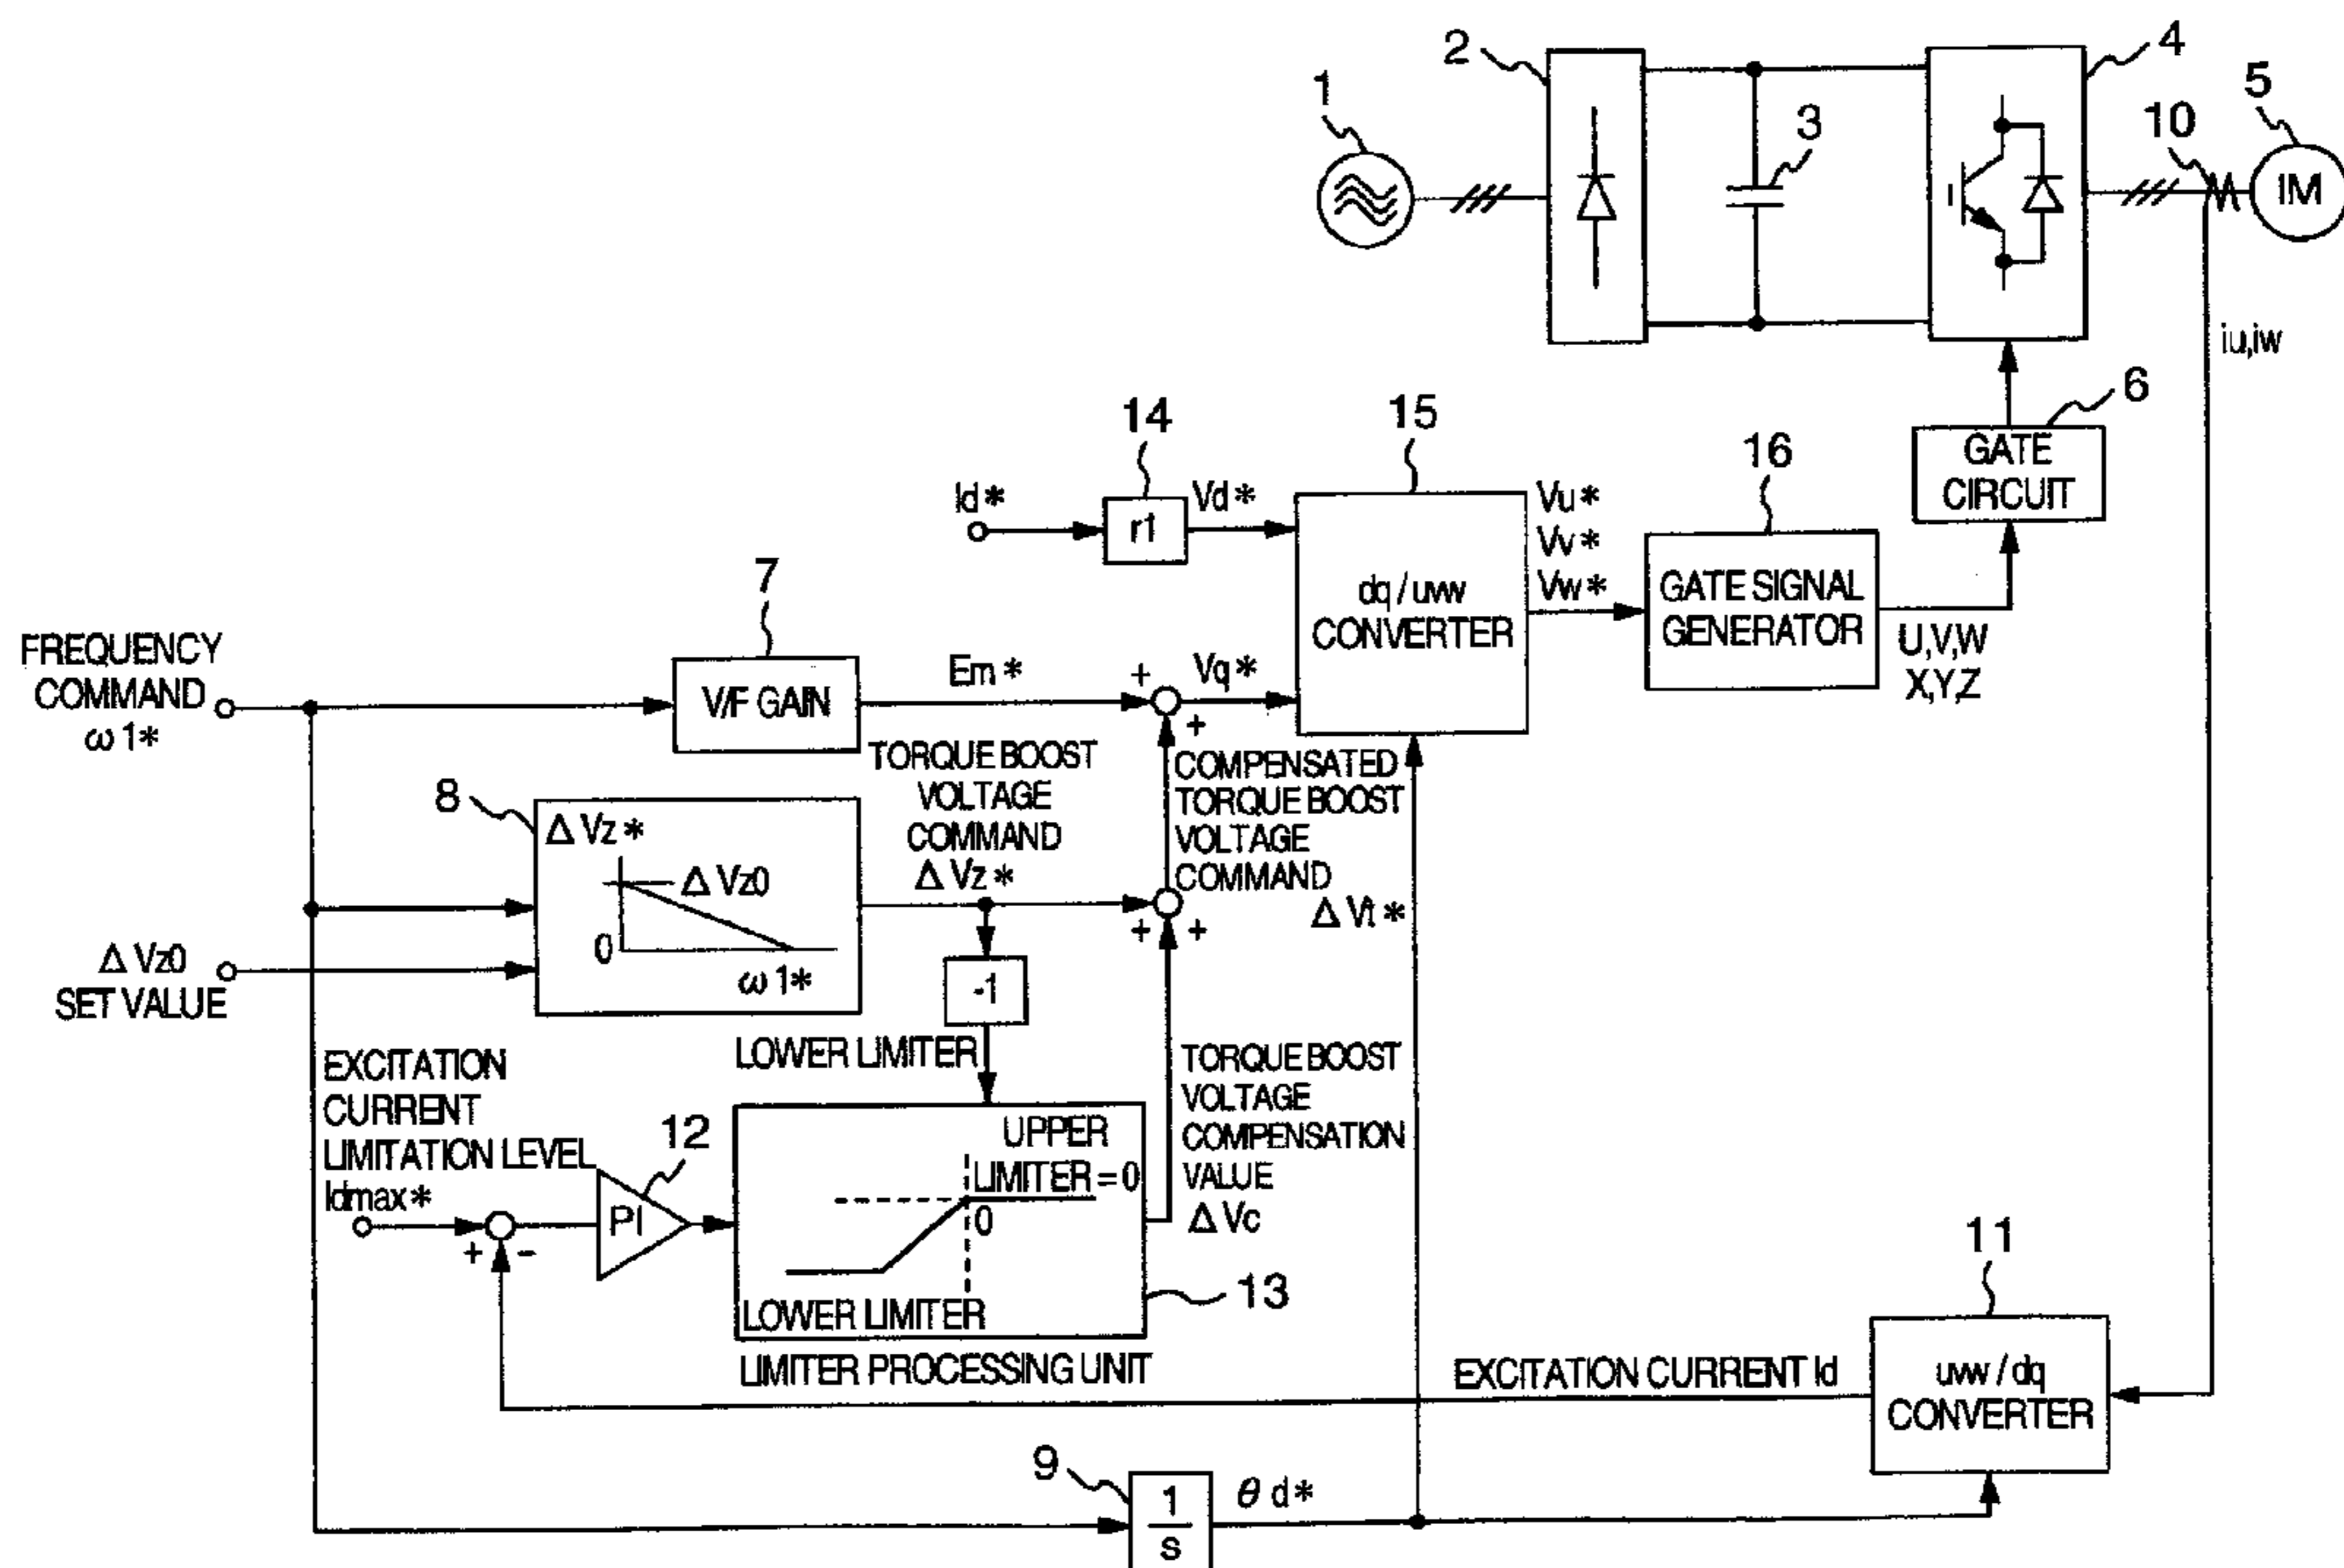 1
2
3
4
10
5
IM
iu,iw
6
GATE
CIRCUIT
14
15
16
Id*
r1
Vd*
dq / uvw
CONVERTER
Vu*
Vv*
Vw*
GATE SIGNAL
GENERATOR
U,V,W
X,Y,Z
7
FREQUENCY
COMMAND
ω1*
V/F GAIN
Em*
+
+
Vq*
8
ΔVz*
ΔVz0
0
ω1*
TORQUE BOOST
VOLTAGE
COMMAND
ΔVz*
COMPENSATED
TORQUE BOOST
VOLTAGE
COMMAND
ΔVt*
+
+
ΔVz0
SET VALUE
-1
LOWER LIMITER
EXCITATION
CURRENT
LIMITATION LEVEL
Idmax*
+
-
12
PI
UPPER
LIMITER = 0
0
LOWER LIMITER
13
LIMITER PROCESSING UNIT
TORQUE BOOST
VOLTAGE
COMPENSATION
VALUE
ΔVc
11
uvw / dq
CONVERTER
EXCITATION CURRENT Id
9
1
s
θd*